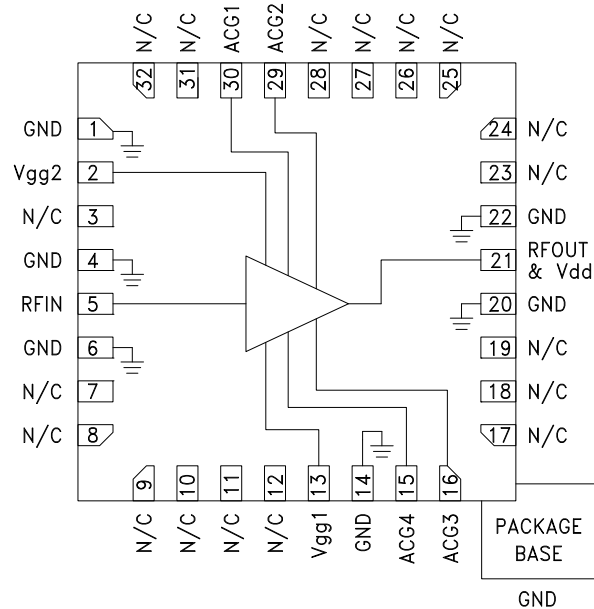 N/C
N/C
ACG1
ACG2
N/C
N/C
N/C
N/C
32
31
30
29
28
27
26
25
GND 1
Vgg2 2
N/C 3
GND 4
RFIN 5
GND 6
N/C 7
N/C 8
24 N/C
23 N/C
22 GND
21 RFOUT
& Vdd
20 GND
19 N/C
18 N/C
17 N/C
9
10
11
12
13
14
15
16
N/C
N/C
N/C
N/C
Vgg1
GND
ACG4
ACG3
PACKAGE
BASE
GND